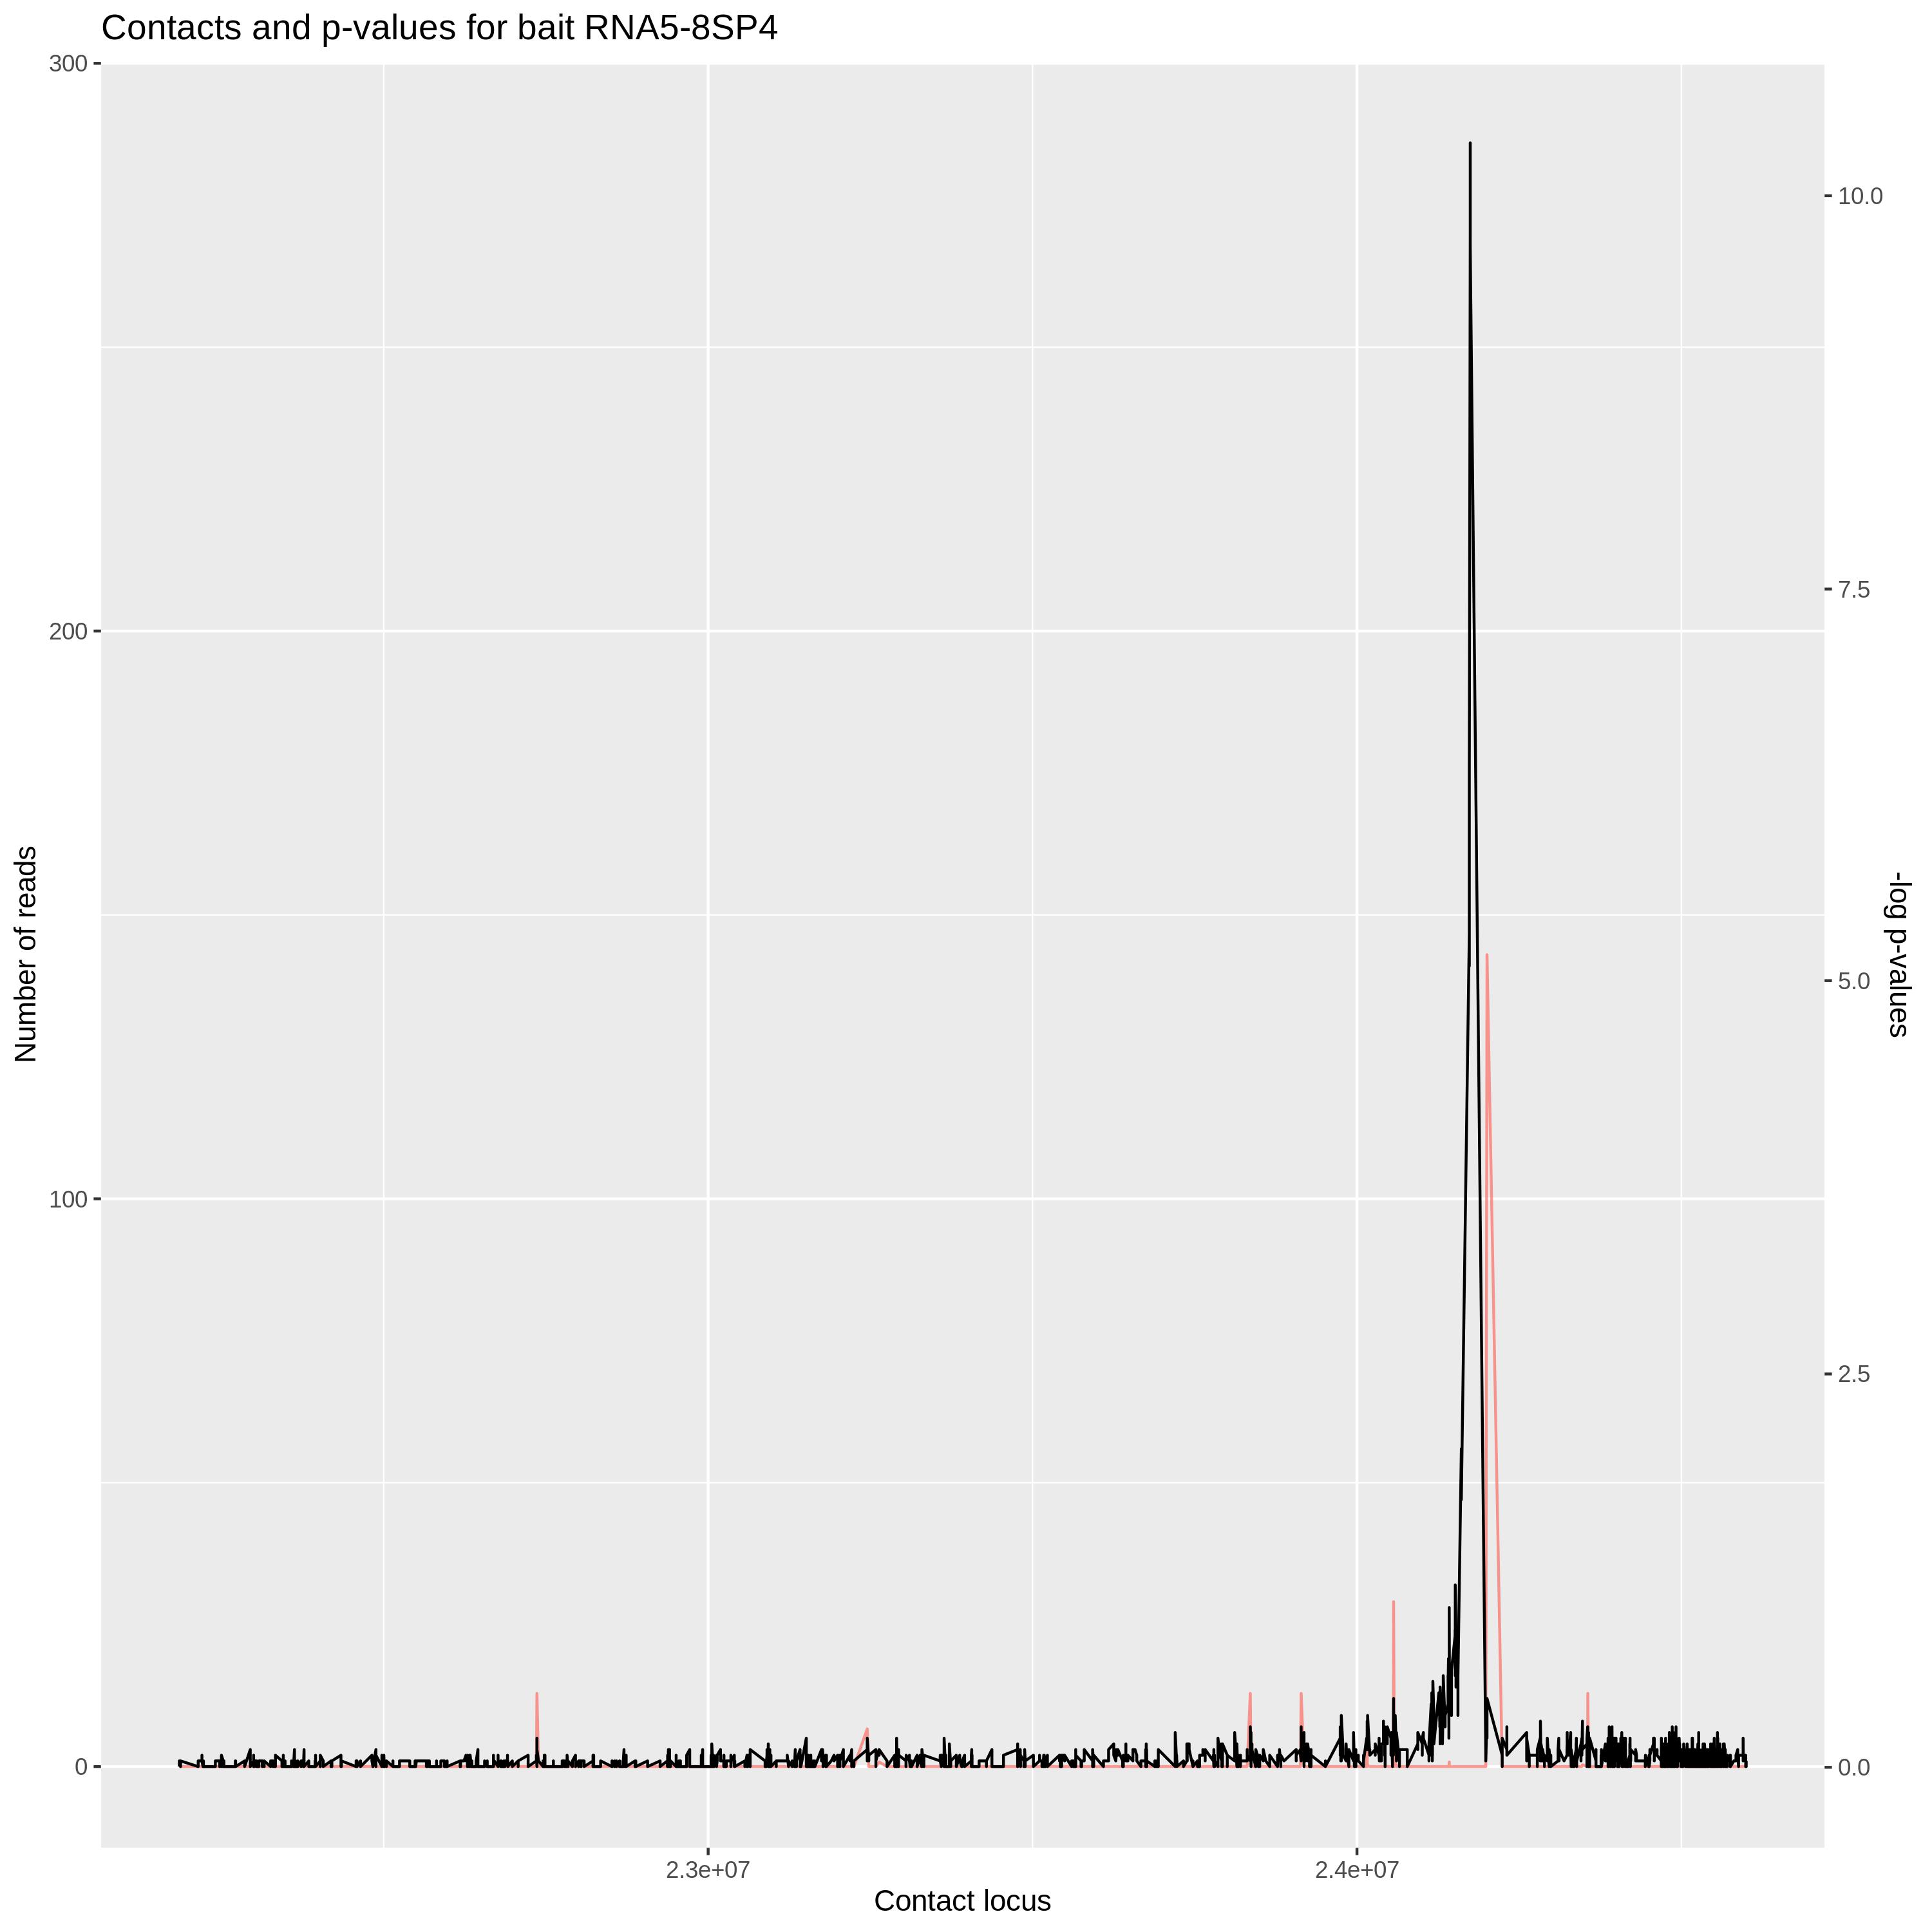 Contacts and p-values for bait RNA5-8SP4
300
200
100
0
Number of reads
10.0
7.5
5.0
2.5
0.0
-log p-values
2.3e+07
2.4e+07
Contact locus